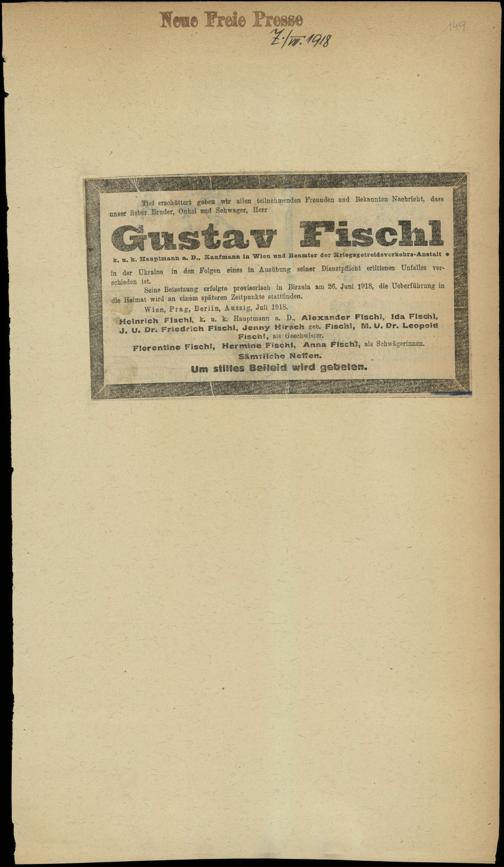 Neue Freie Presse
7./VII. 1918
149
Tief erschüttert geben wir allen teilnehmenden Freunden und Bekannten Nachricht, dass
unser lieber Bruder, Onkel und Schwager, Herr
Gustav Fischl
k. u. k. Hauptmann a. D., Kaufmann in Wien und Beamter der Kriegsgetreideverkehrs-Anstalt
in der Ukraine in den Folgen eines in Ausübung seiner Dienstpflicht erlittenen Unfalles ver-
schieden ist.
Seine Beisetzung erfolgte provisorisch in Birzula am 26. Juni 1918, die Ueberführung in
die Heimat wird an einem späteren Zeitpunkte stattfinden.
Wien, Prag, Berlin, Aussig, Juli 1918.
Heinrich Fischl, k. u. k. Hauptmann a. D., Alexander Fischl, Ida Fischl,
J. U. Dr. Friedrich Fischl, Jenny Hirsch geb. Fischl, M. U. Dr. Leopold
Fischl, als Geschwister.
Florentine Fischl, Hermine Fischl, Anna Fischl, als Schwägerinnen.
Sämtliche Neffen.
Um stilles Beileid wird gebeten.